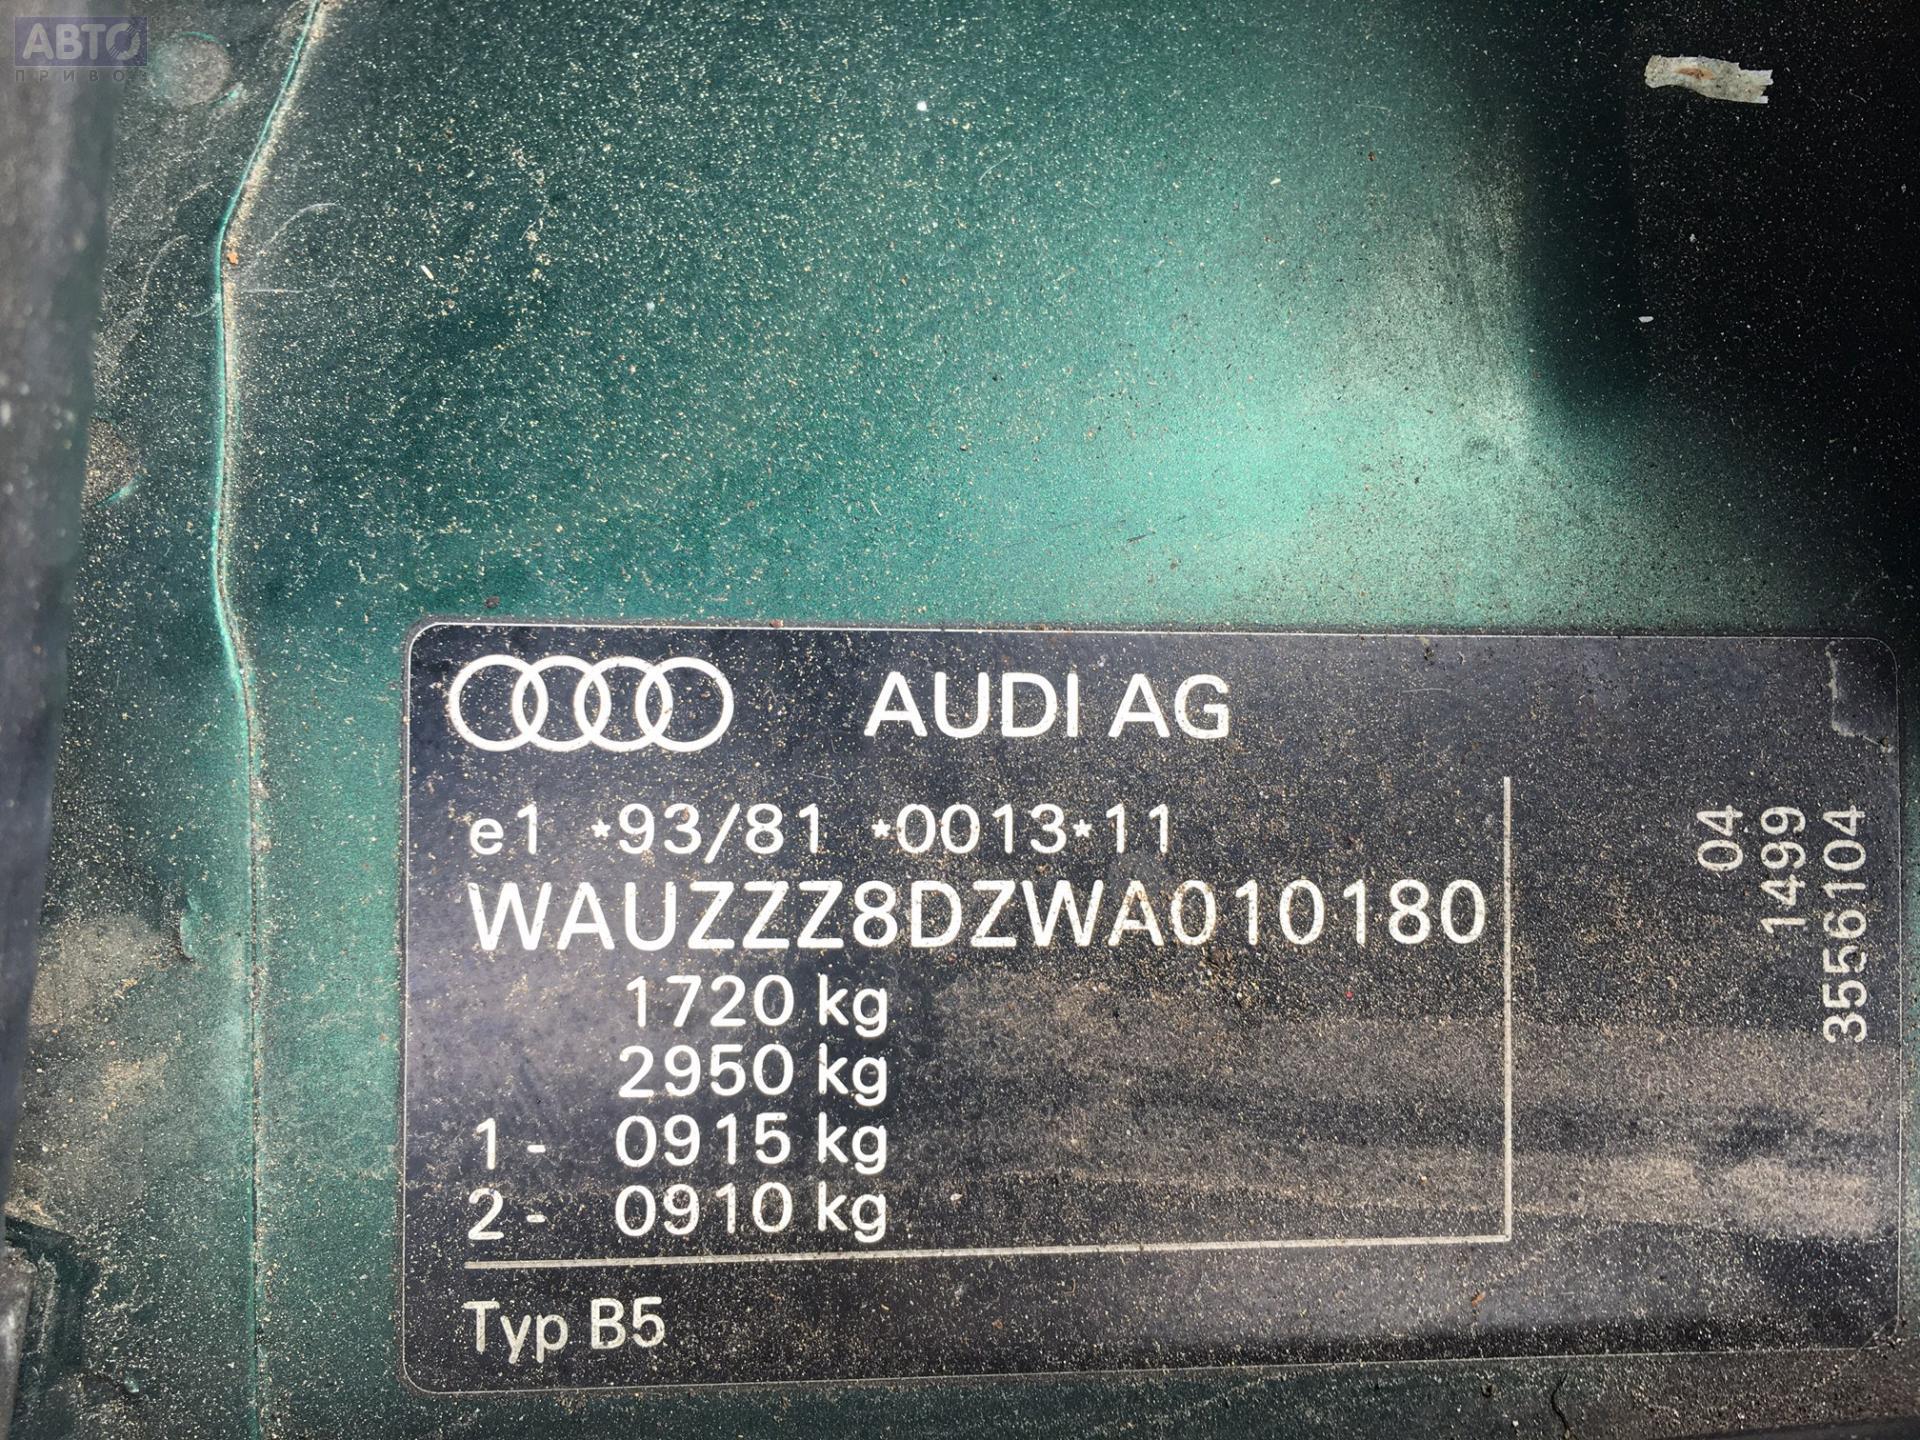 АВТО
ПРИВОЗ
AUDI AG
e1 *93/81 *0013*11
WAUZZZ8DZWA010180
1720 kg
2950 kg
1- 0915 kg
2- 0910 kg
Typ B5
04
1499
3556104